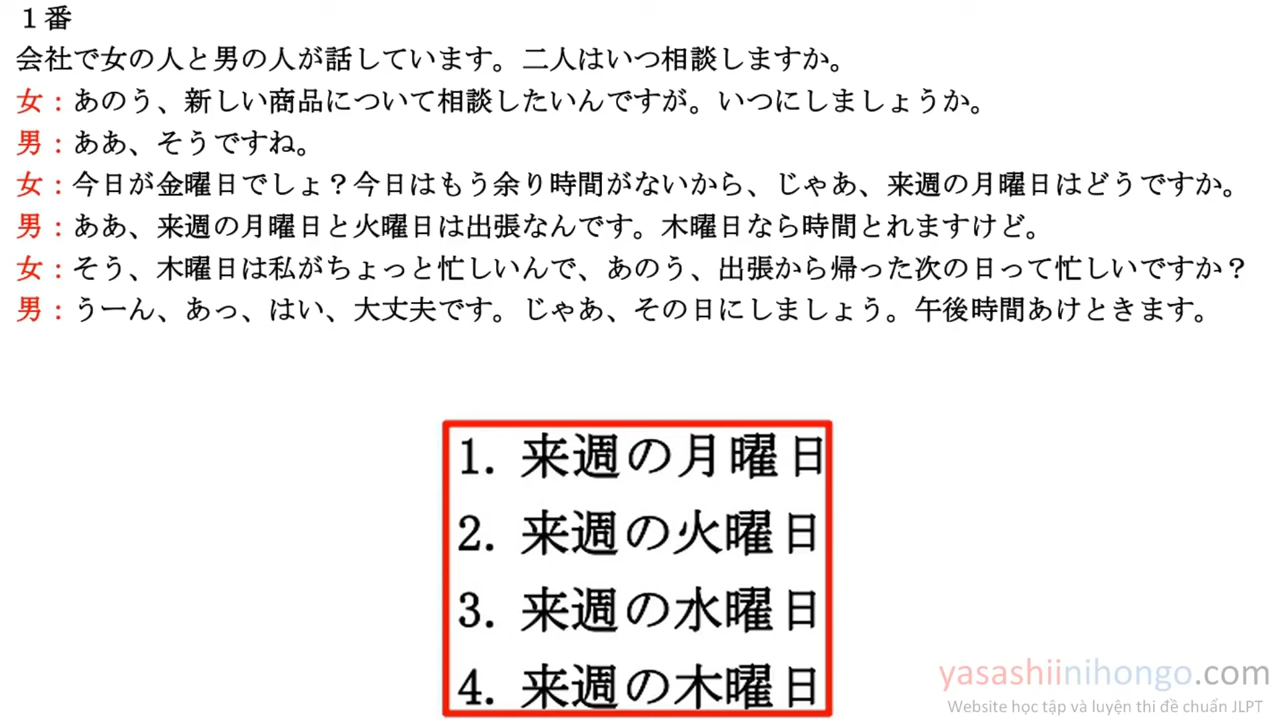 １番
会社で女の人と男の人が話しています。二人はいつ相談しますか。
女：あのう、新しい商品について相談したいんですが。いつにしましょうか。
男：ああ、そうですね。
女：今日が金曜日でしょ？今日はもう余り時間がないから、じゃあ、来週の月曜日はどうですか。
男：ああ、来週の月曜日と火曜日は出張なんです。木曜日なら時間とれますけど。
女：そう、木曜日は私がちょっと忙しいんで、あのう、出張から帰った次の日って忙しいですか？
男：うーん、あっ、はい、大丈夫です。じゃあ、その日にしましょう。午後時間あけときます。
1. 来週の月曜日
2. 来週の火曜日
3. 来週の水曜日
4. 来週の木曜日
yasashiinihongo.com
Website học tập và luyện thi đề chuẩn JLPT